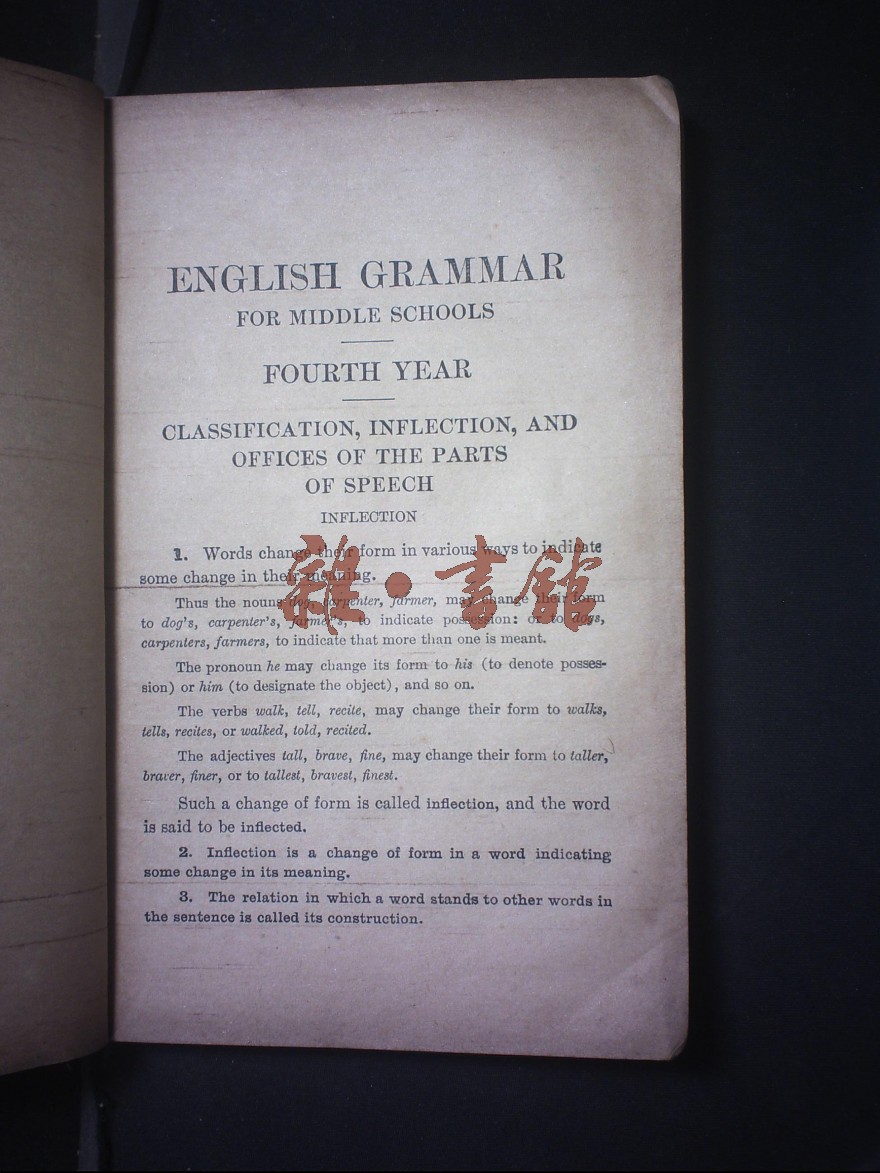 ENGLISH GRAMMAR
FOR MIDDLE SCHOOLS
FOURTH YEAR
CLASSIFICATION, INFLECTION, AND
OFFICES OF THE PARTS
OF SPEECH
INFLECTION
1. Words change their form in various ways to indicate
some change in their meaning.
Thus the nouns dog, carpenter, farmer, may change their form
to dog's, carpenter's, farmer's, to indicate possession: or to dogs,
carpenters, farmers, to indicate that more than one is meant.
The pronoun he may change its form to his (to denote posses-
sion) or him (to designate the object), and so on.
The verbs walk, tell, recite, may change their form to walks,
tells, recites, or walked, told, recited.
The adjectives tall, brave, fine, may change their form to taller,
braver, finer, or to tallest, bravest, finest.
Such a change of form is called inflection, and the word
is said to be inflected.
2. Inflection is a change of form in a word indicating
some change in its meaning.
3. The relation in which a word stands to other words in
the sentence is called its construction.
雜·書館